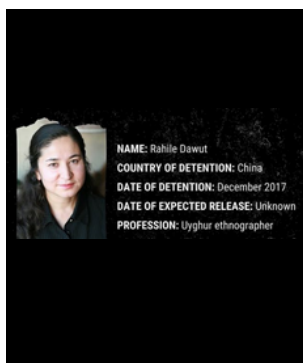 NAME: Rahile Dawut
COUNTRY OF DETENTION: China
DATE OF DETENTION: December 2017
DATE OF EXPECTED RELEASE: Unknown
PROFESSION: Uyghur ethnographer